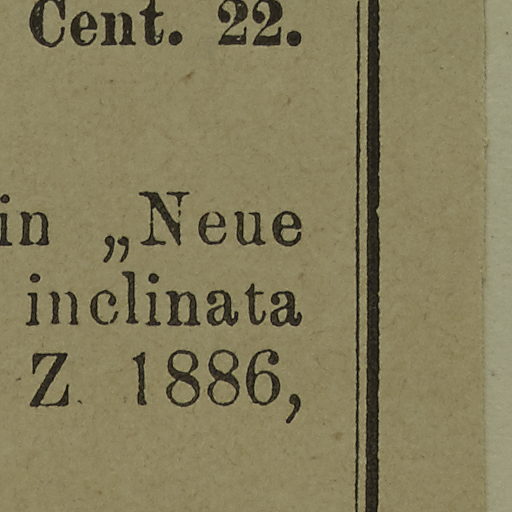 Cent. 22.
in „Neue
inclinata
Z. 1886,